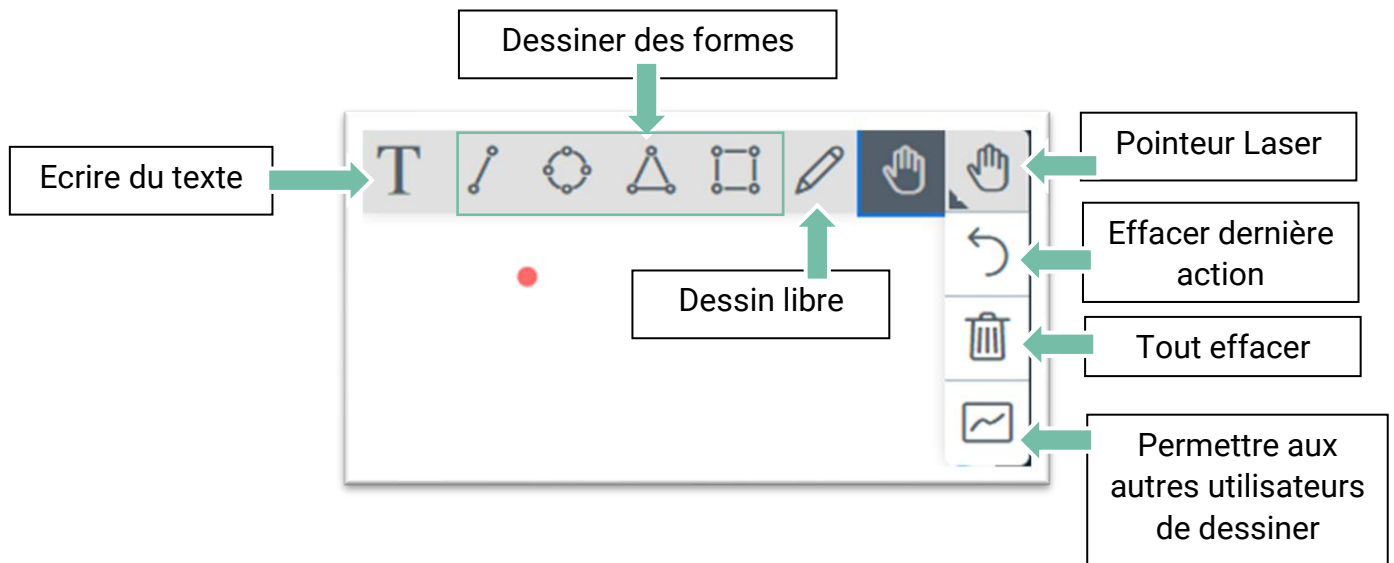 Dessiner des formes
Ecrire du texte
T
Pointeur Laser
Effacer dernière
action
Dessin libre
Tout effacer
Permettre aux
autres utilisateurs
de dessiner